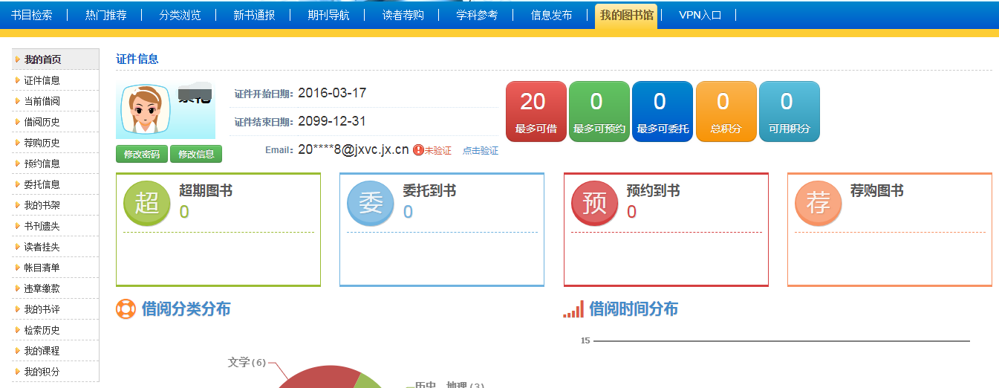 书目检索 热门推荐 分类浏览 新书通报 期刊导航 读者荐购 学科参考 信息发布 我的图书馆 VPN入口
我的首页
证件信息
当前借阅
借阅历史
荐购历史
预约信息
委托信息
我的书架
书刊遗失
读者挂失
帐目清单
违章缴款
我的书评
检索历史
我的课程
我的积分
证件信息
修改密码 修改信息
证件开始日期: 2016-03-17
证件结束日期: 2099-12-31
Email: 20****8@jxvc.jx.cn 未验证 点击验证
20 最多可借
0 最多可预约
0 最多可委托
0 总积分
0 可用积分
超 超期图书
0
委 委托到书
0
预 预约到书
0
荐 荐购图书
借阅分类分布
文学(6)
历史、地理(3)
借阅时间分布
15